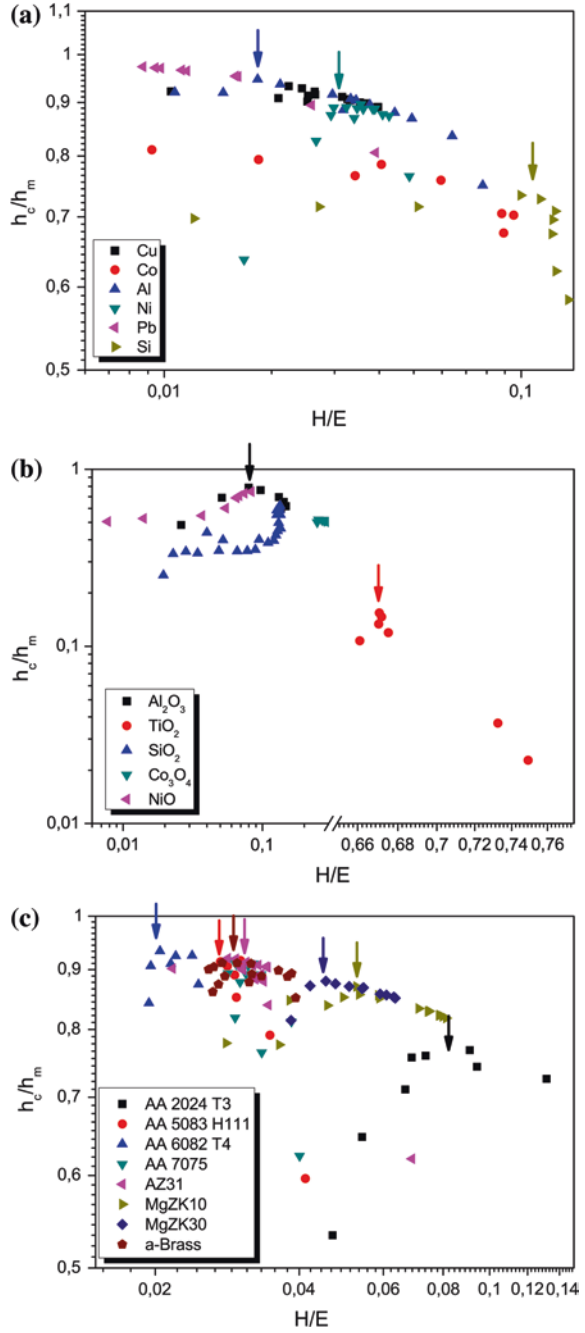 (a)
1
0,9
0,8
0,7
0,6
0,5
h_c/h_m
Cu
Co
Al
Ni
Pb
Si
0,01 0,1
H/E
(b)
1
0,1
0,01
h_c/h_m
Al₂O₃
TiO₂
SiO₂
Co₃O₄
NiO
0,01 0,1 0,66 0,68 0,7 0,72 0,74 0,76
H/E
(c)
1
0,9
0,8
0,7
0,6
0,5
h_c/h_m
AA 2024 T3
AA 5083 H111
AA 6082 T4
AA 7075
AZ31
MgZK10
MgZK30
a-Brass
0,02 0,04 0,06 0,08 0,1 0,12 0,14
H/E